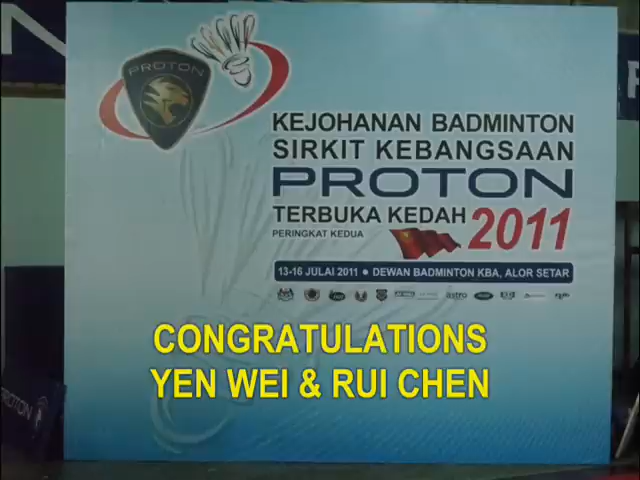 PROTON
KEJOHANAN BADMINTON
SIRKIT KEBANGSAAN
PROTON
TERBUKA KEDAH 2011
PERINGKAT KEDUA
13-16 JULAI 2011 ● DEWAN BADMINTON KBA, ALOR SETAR
astro
CONGRATULATIONS
YEN WEI & RUI CHEN
PROTON